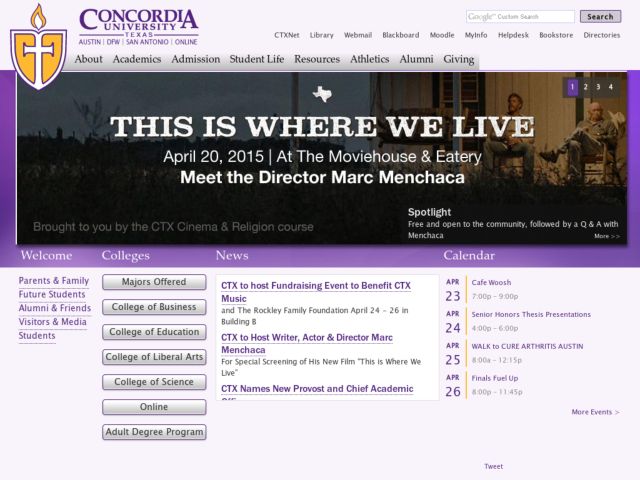 CONCORDIA
UNIVERSITY
TEXAS
AUSTIN | DFW | SAN ANTONIO | ONLINE
Google™ Custom Search
Search
CTXNet Library Webmail Blackboard Moodle MyInfo Helpdesk Bookstore Directories
About Academics Admission Student Life Resources Athletics Alumni Giving
1 2 3 4
THIS IS WHERE WE LIVE
April 20, 2015 | At The Moviehouse & Eatery
Meet the Director Marc Menchaca
Brought to you by the CTX Cinema & Religion course
Spotlight
Free and open to the community, followed by a Q & A with
Menchaca
More >>
Welcome
Parents & Family
Future Students
Alumni & Friends
Visitors & Media
Students
Colleges
Majors Offered
College of Business
College of Education
College of Liberal Arts
College of Science
Online
Adult Degree Program
News
CTX to host Fundraising Event to Benefit CTX
Music
and The Rockley Family Foundation April 24 - 26 in
Building B
CTX to Host Writer, Actor & Director Marc
Menchaca
For Special Screening of His New Film "This is Where We
Live"
CTX Names New Provost and Chief Academic
Calendar
APR 23 Cafe Woosh
7:00p - 9:00p
APR 24 Senior Honors Thesis Presentations
4:00p - 6:00p
APR 25 WALK to CURE ARTHRITIS AUSTIN
8:00a - 12:15p
APR 26 Finals Fuel Up
8:00p - 11:45p
More Events >
Tweet